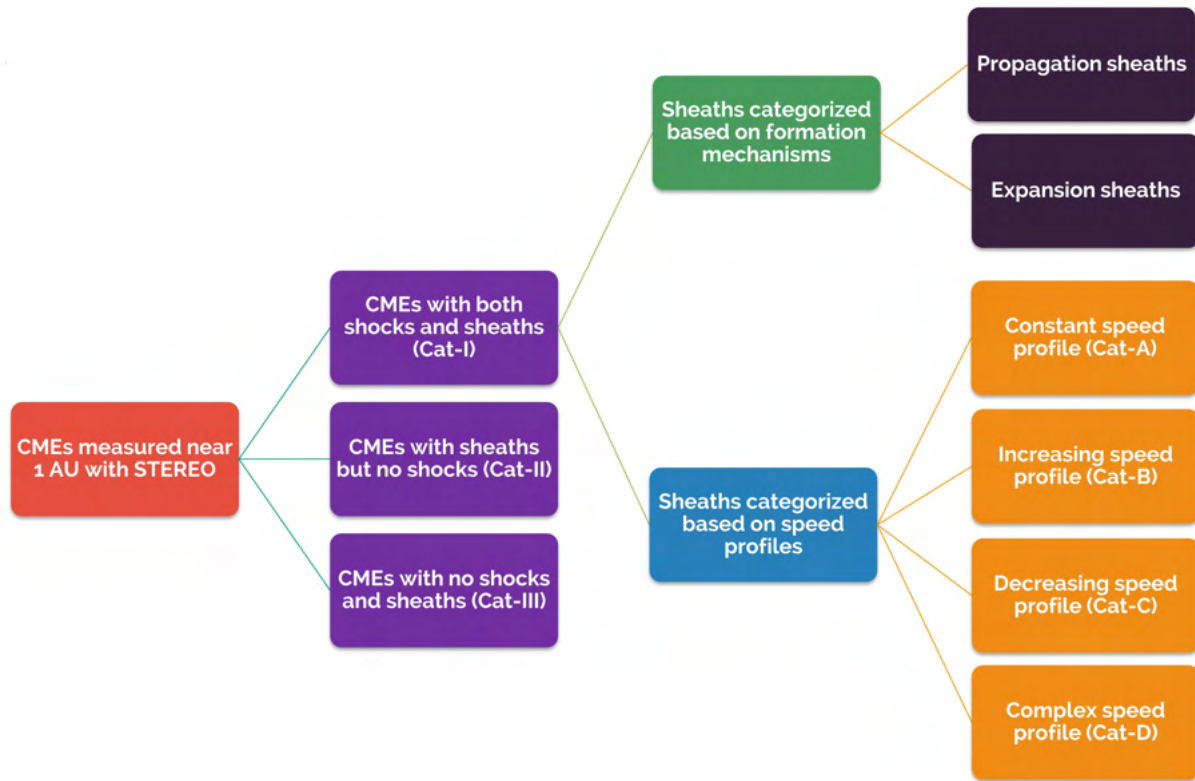 CMEs measured near
1 AU with STEREO
CMEs with both
shocks and sheaths
(Cat-I)
CMEs with sheaths
but no shocks (Cat-II)
CMEs with no shocks
and sheaths (Cat-III)
Sheaths categorized
based on formation
mechanisms
Sheaths categorized
based on speed
profiles
Propagation sheaths
Expansion sheaths
Constant speed
profile (Cat-A)
Increasing speed
profile (Cat-B)
Decreasing speed
profile (Cat-C)
Complex speed
profile (Cat-D)